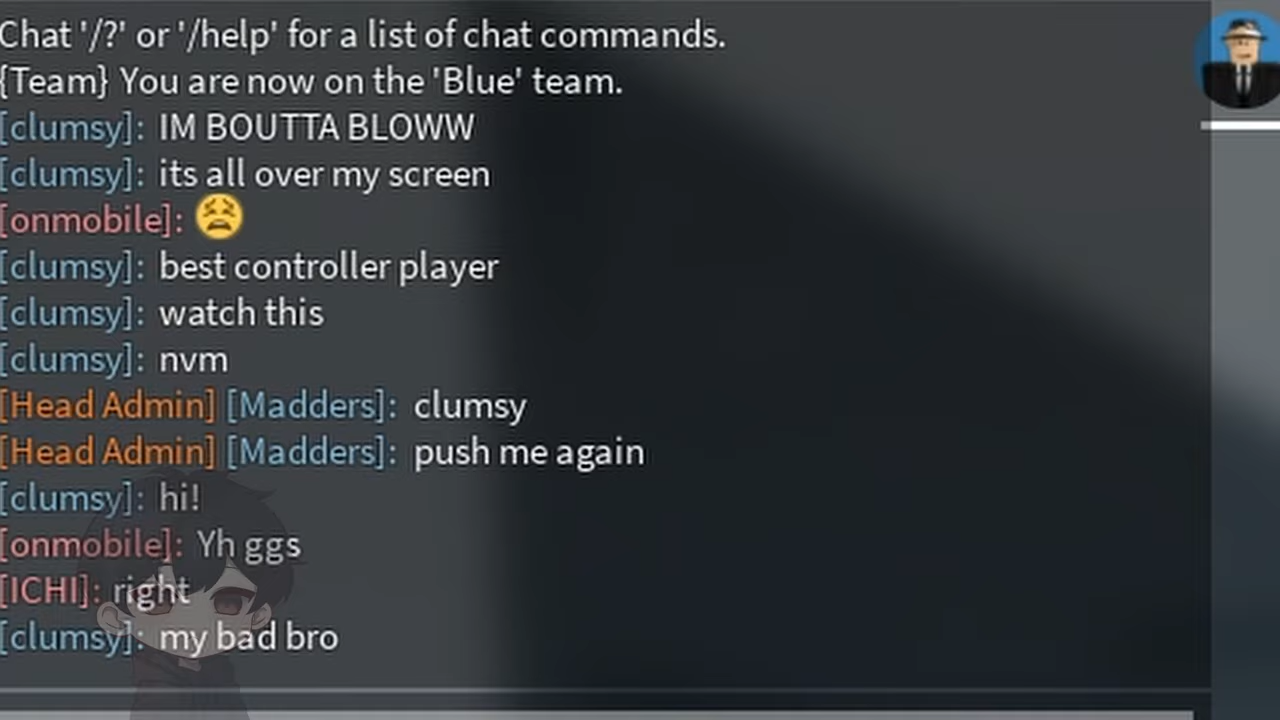 Chat '/?' or '/help' for a list of chat commands.
{Team} You are now on the 'Blue' team.
[clumsy]: IM BOUTTA BLOWW
[clumsy]: its all over my screen
[onmobile]: 😫
[clumsy]: best controller player
[clumsy]: watch this
[clumsy]: nvm
[Head Admin] [Madders]: clumsy
[Head Admin] [Madders]: push me again
[clumsy]: hi!
[onmobile]: Yh ggs
[ICHI]: right
[clumsy]: my bad bro